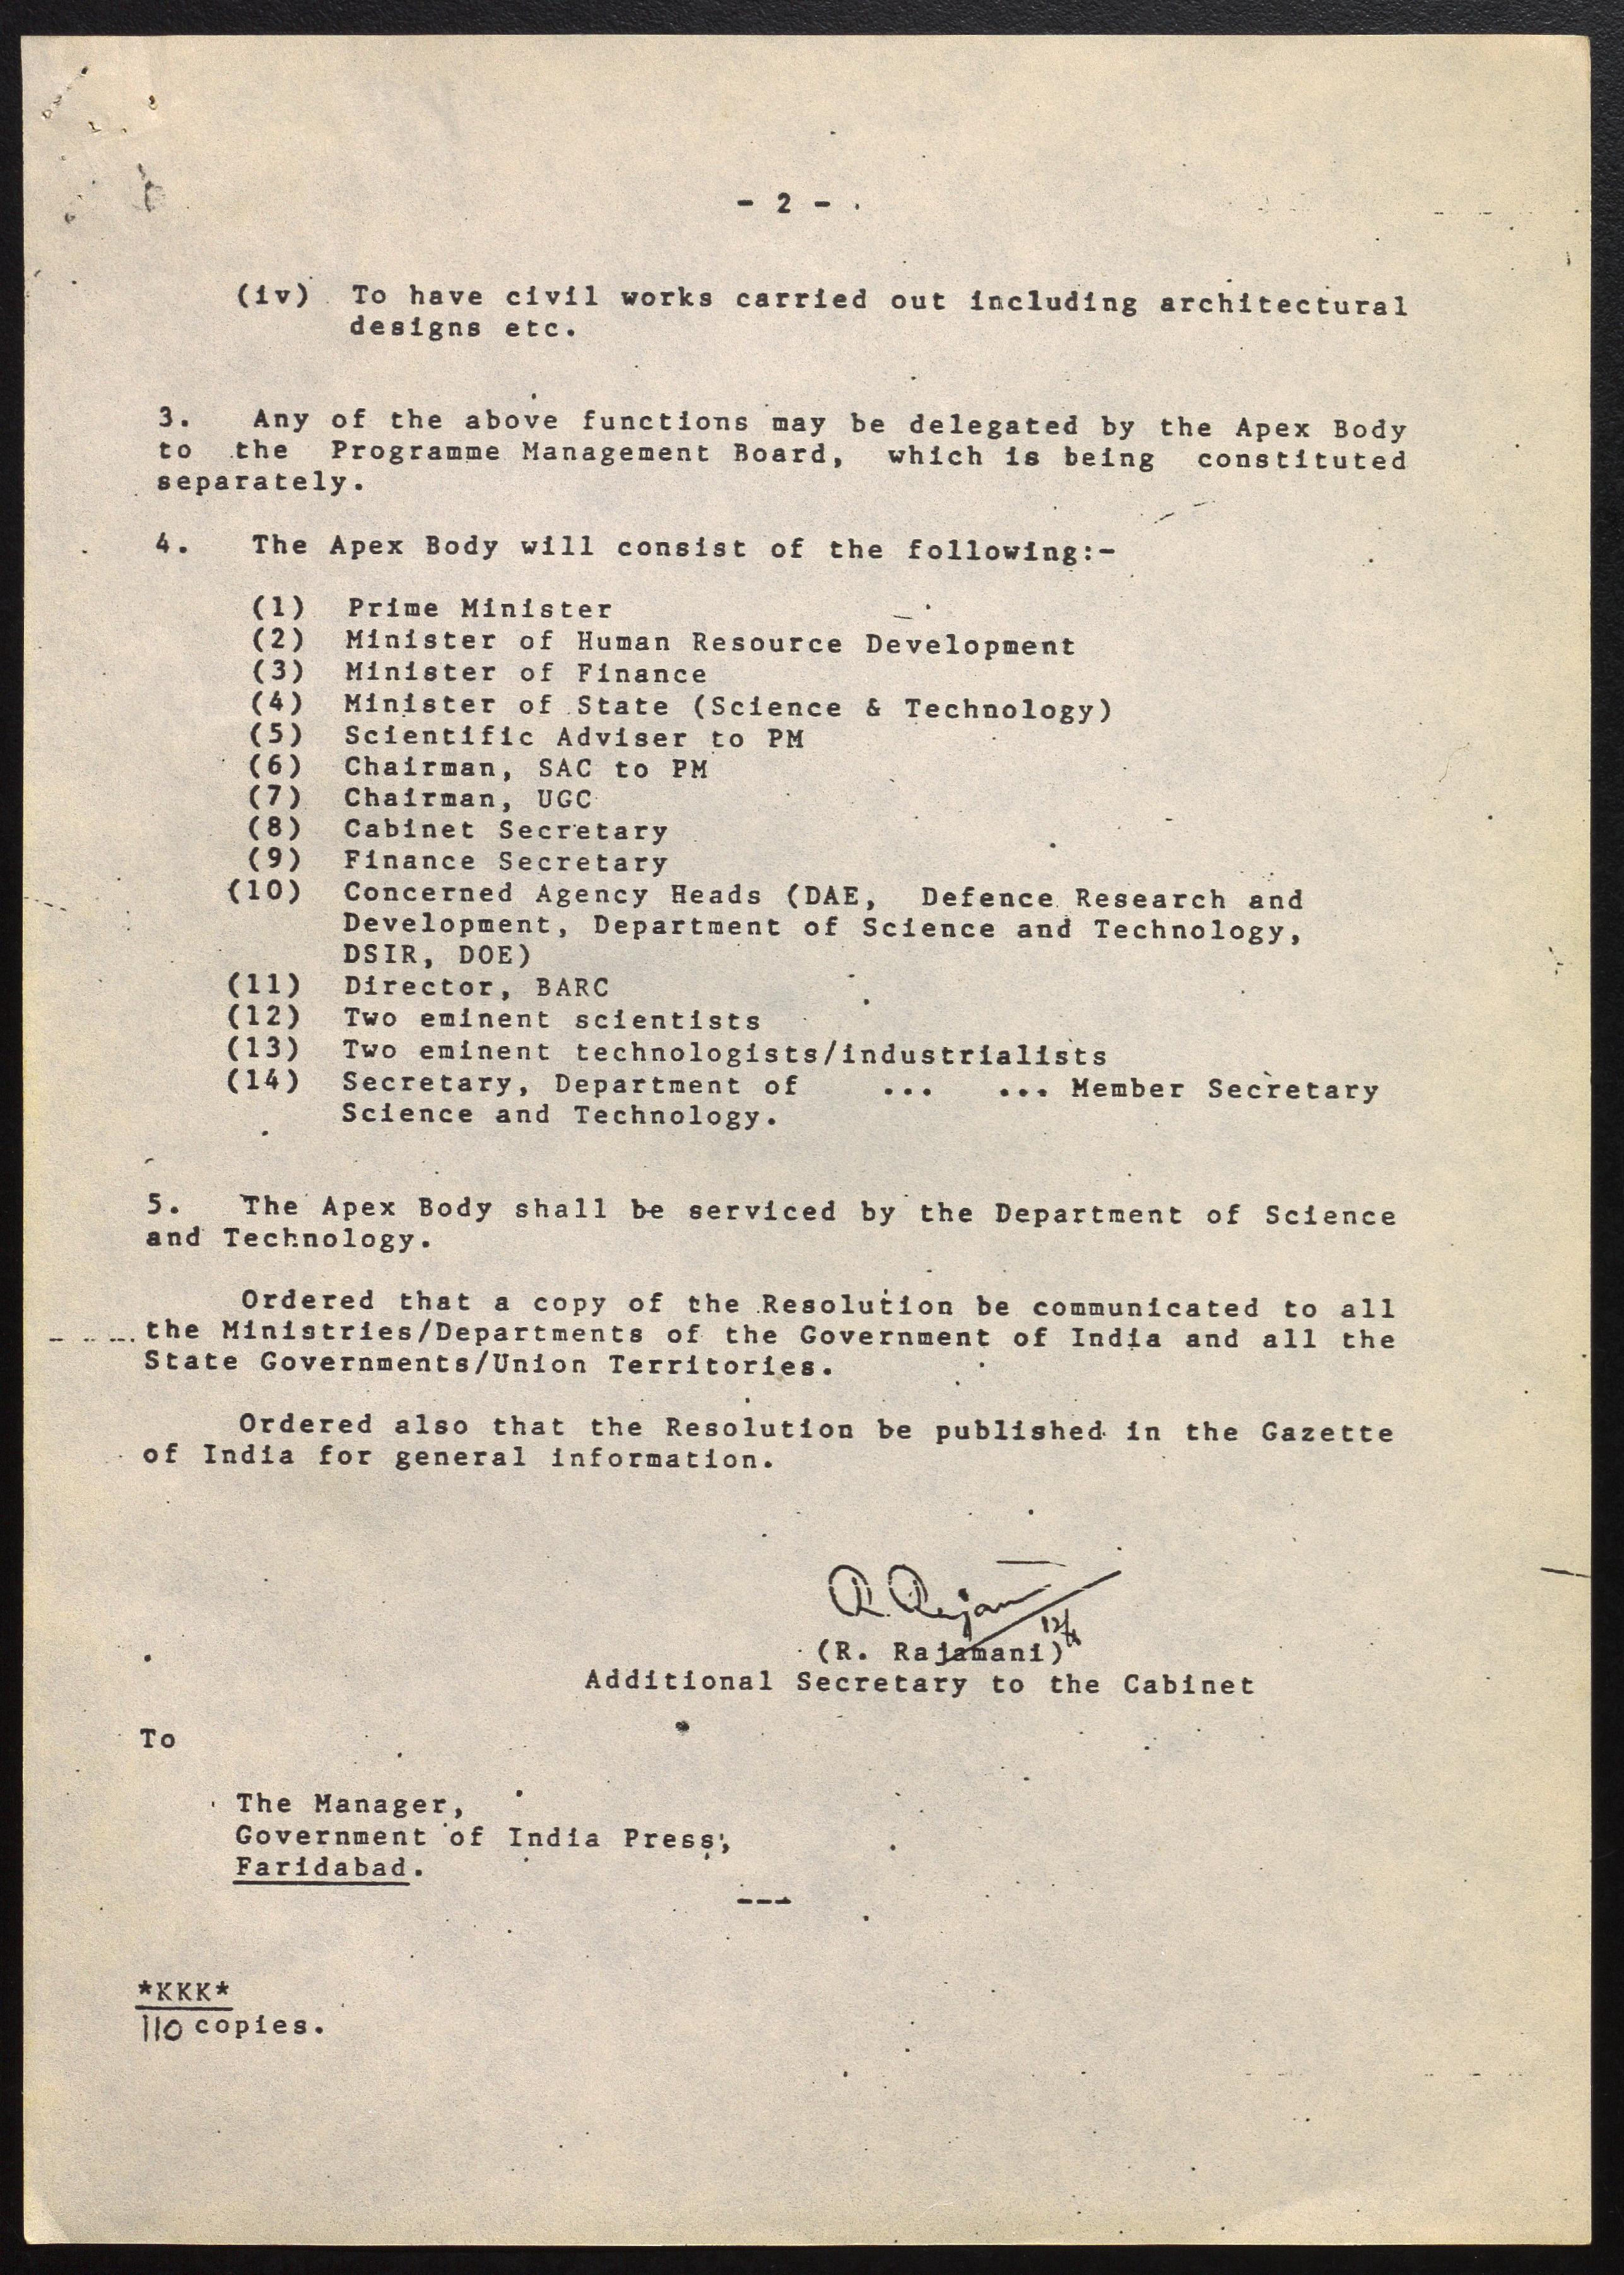 - 2 -
(iv) To have civil works carried out including architectural
designs etc.
3. Any of the above functions may be delegated by the Apex Body
to the Programme Management Board, which is being constituted
separately.
4. The Apex Body will consist of the following:-
(1) Prime Minister
(2) Minister of Human Resource Development
(3) Minister of Finance
(4) Minister of State (Science & Technology)
(5) Scientific Adviser to PM
(6) Chairman, SAC to PM
(7) Chairman, UGC
(8) Cabinet Secretary
(9) Finance Secretary
(10) Concerned Agency Heads (DAE, Defence Research and
Development, Department of Science and Technology,
DSIR, DOE)
(11) Director, BARC
(12) Two eminent scientists
(13) Two eminent technologists/industrialists
(14) Secretary, Department of ... ... Member Secretary
Science and Technology.
5. The Apex Body shall be serviced by the Department of Science
and Technology.
Ordered that a copy of the Resolution be communicated to all
the Ministries/Departments of the Government of India and all the
State Governments/Union Territories.
Ordered also that the Resolution be published in the Gazette
of India for general information.
(R. Rajamani)
Additional Secretary to the Cabinet
To
The Manager,
Government of India Press,
Faridabad.
---
*KKK*
110 copies.